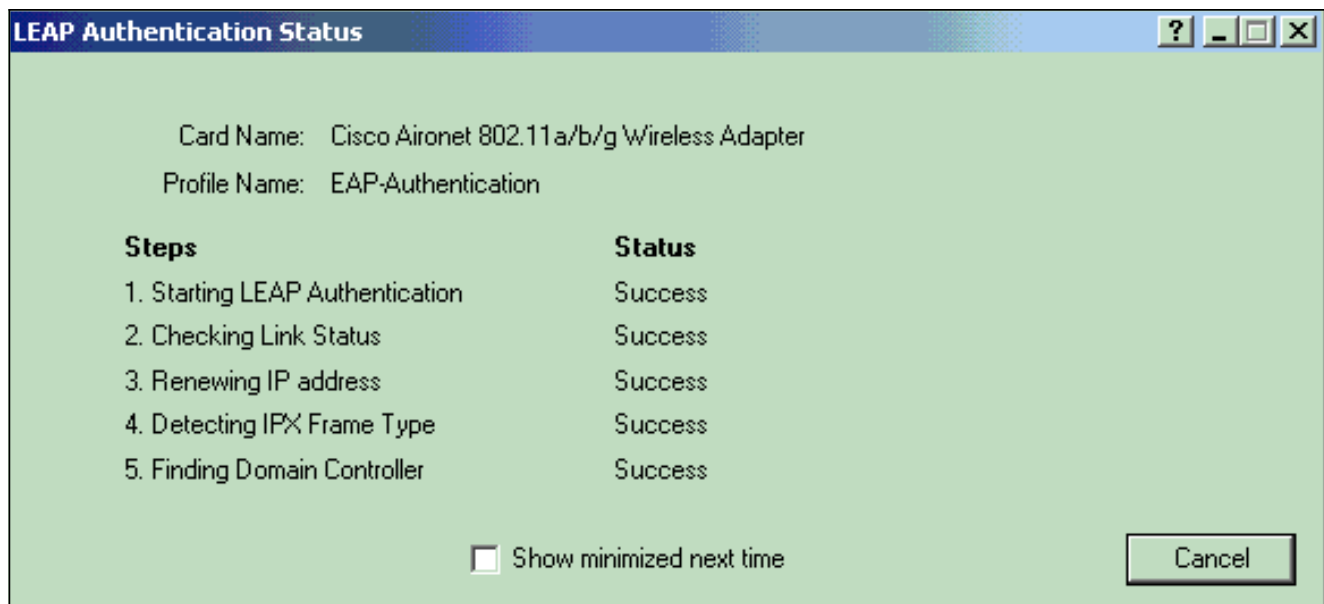 LEAP Authentication Status
Card Name: Cisco Aironet 802.11a/b/g Wireless Adapter
Profile Name: EAP-Authentication
Steps Status
1. Starting LEAP Authentication Success
2. Checking Link Status Success
3. Renewing IP address Success
4. Detecting IPX Frame Type Success
5. Finding Domain Controller Success
Show minimized next time
Cancel